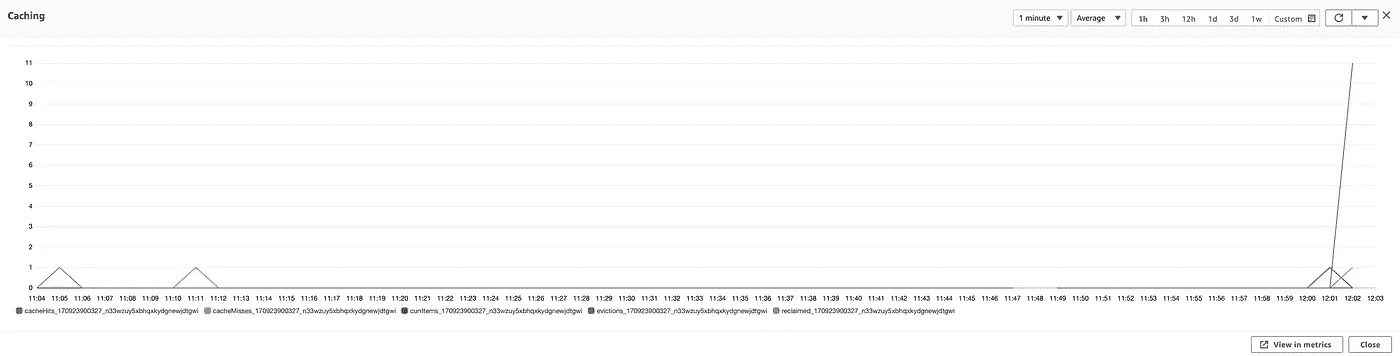 Caching
1 minute Average 1h 3h 12h 1d 3d 1w Custom
11
10
9
8
7
6
5
4
3
2
1
0
11:04 11:05 11:06 11:07 11:08 11:09 11:10 11:11 11:12 11:13 11:14 11:15 11:16 11:17 11:18 11:19 11:20 11:21 11:22 11:23 11:24 11:25 11:26 11:27 11:28 11:29 11:30 11:31 11:32 11:33 11:34 11:35 11:36 11:37 11:38 11:39 11:40 11:41 11:42 11:43 11:44 11:45 11:46 11:47 11:48 11:49 11:50 11:51 11:52 11:53 11:54 11:55 11:56 11:57 11:58 11:59 12:00 12:01 12:02 12:03
cacheHits_170923900327_n33wzuy5xbhqxkydgnewjdtgwi cacheMisses_170923900327_n33wzuy5xbhqxkydgnewjdtgwi currItems_170923900327_n33wzuy5xbhqxkydgnewjdtgwi evictions_170923900327_n33wzuy5xbhqxkydgnewjdtgwi reclaimed_170923900327_n33wzuy5xbhqxkydgnewjdtgwi
View in metrics Close